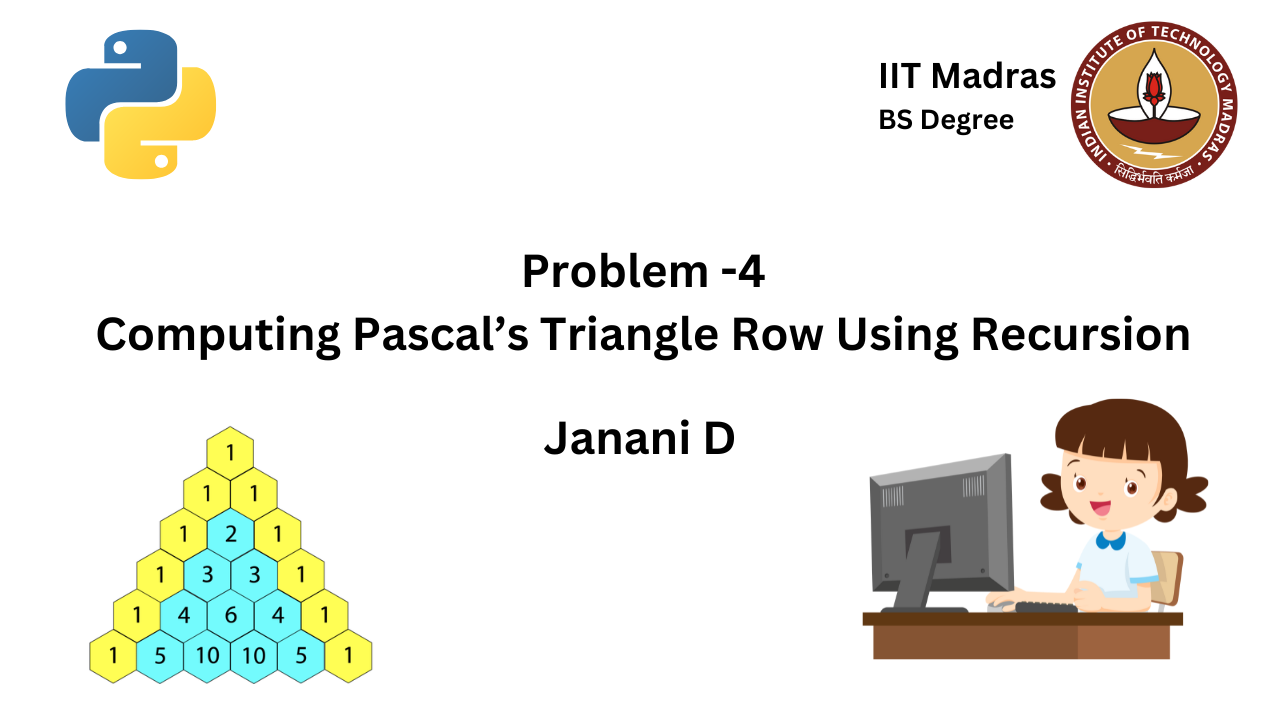 IIT Madras
BS Degree
INDIAN INSTITUTE OF TECHNOLOGY MADRAS
सिद्धिर्भवति कर्मजा
Problem -4
Computing Pascal’s Triangle Row Using Recursion
Janani D
1
1 1
1 2 1
1 3 3 1
1 4 6 4 1
1 5 10 10 5 1